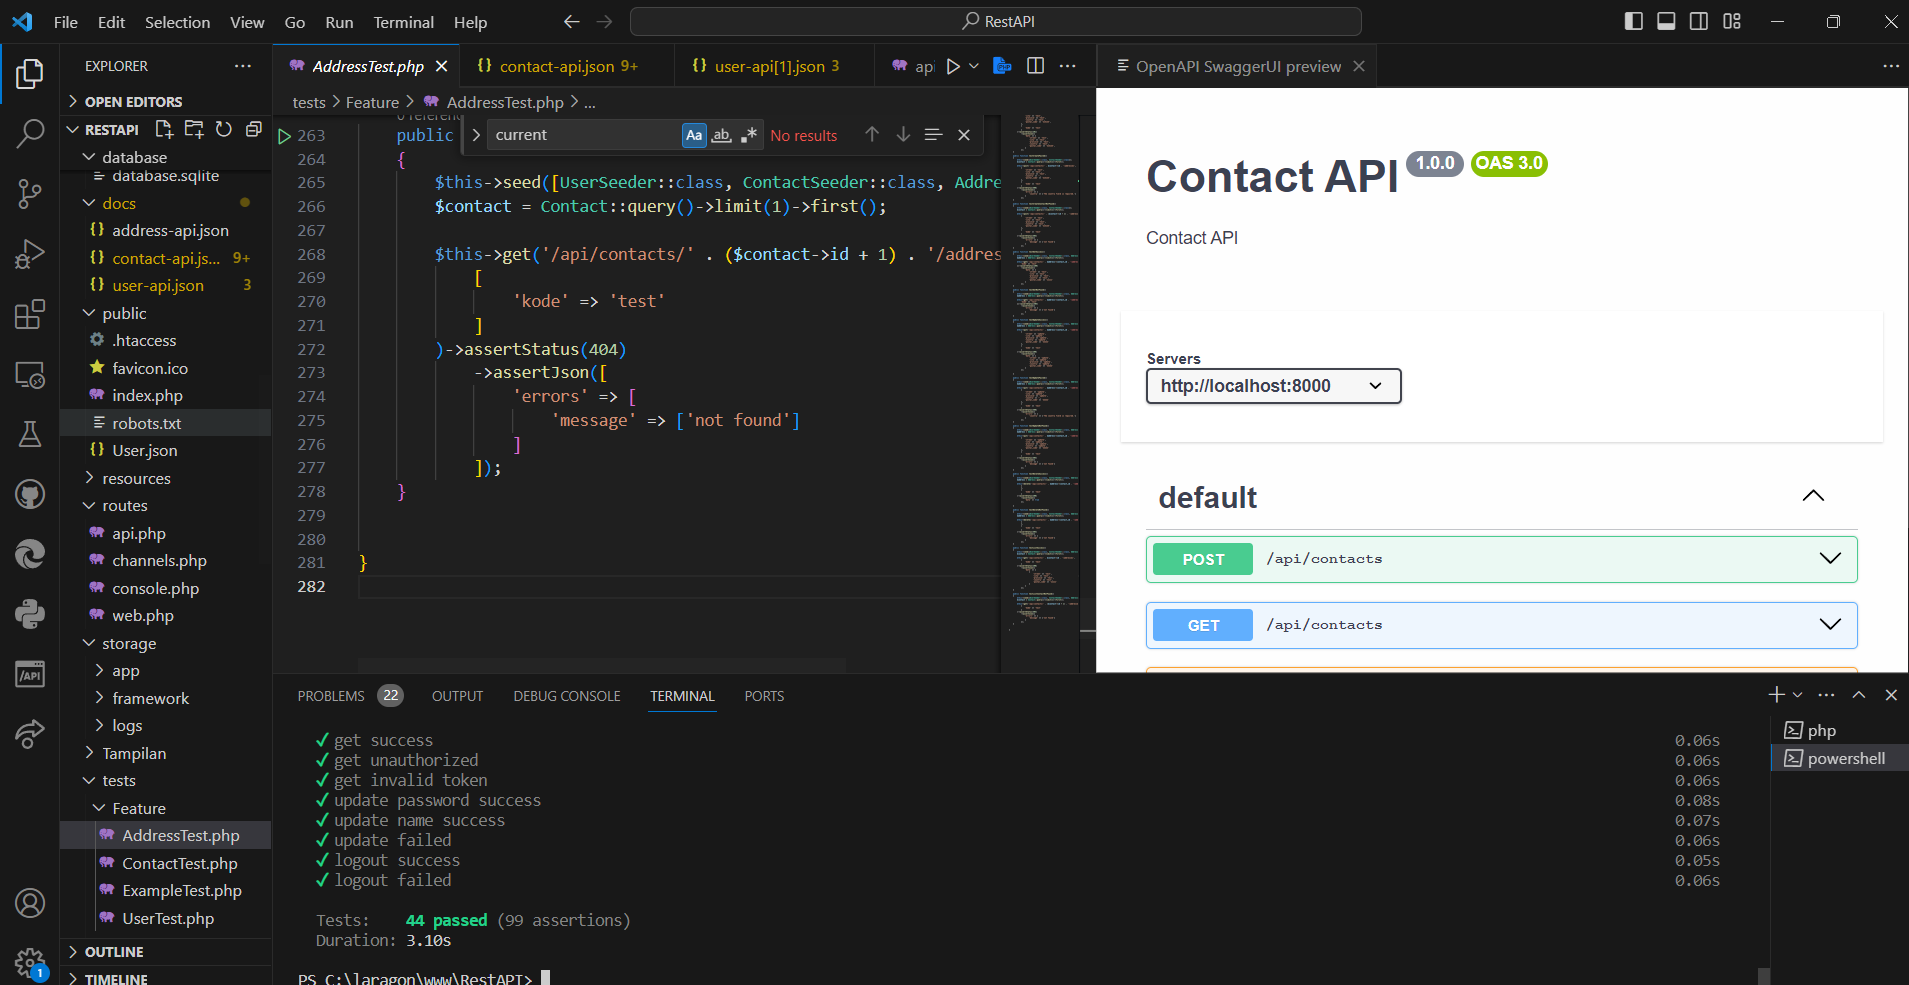 File Edit Selection View Go Run Terminal Help
RestAPI
EXPLORER
OPEN EDITORS
RESTAPI
database
database.sqlite
docs
address-api.json
contact-api.js... 9+
user-api.json 3
public
.htaccess
favicon.ico
index.php
robots.txt
User.json
resources
routes
api.php
channels.php
console.php
web.php
storage
app
framework
logs
Tampilan
tests
Feature
AddressTest.php
ContactTest.php
ExampleTest.php
UserTest.php
OUTLINE
TIMELINE
1
AddressTest.php contact-api.json 9+ user-api[1].json 3 api
tests > Feature > AddressTest.php > ...
current Aa ab No results
263 public
264 {
265 $this->seed([UserSeeder::class, ContactSeeder::class, Addre
266 $contact = Contact::query()->limit(1)->first();
267
268 $this->get('/api/contacts/' . ($contact->id + 1) . '/addres
269 [
270 'kode' => 'test'
271 ]
272 )->assertStatus(404)
273 ->assertJson([
274 'errors' => [
275 'message' => ['not found']
276 ]
277 ]);
278 }
279
280
281 }
282
OpenAPI SwaggerUI preview
Contact API 1.0.0 OAS 3.0
Contact API
Servers
http://localhost:8000
default
POST /api/contacts
GET /api/contacts
PROBLEMS 22 OUTPUT DEBUG CONSOLE TERMINAL PORTS
✓ get success 0.06s
✓ get unauthorized 0.06s
✓ get invalid token 0.06s
✓ update password success 0.08s
✓ update name success 0.07s
✓ update failed 0.06s
✓ logout success 0.05s
✓ logout failed 0.06s
Tests: 44 passed (99 assertions)
Duration: 3.10s
PS C:\laragon\www\RestAPI>
php
powershell